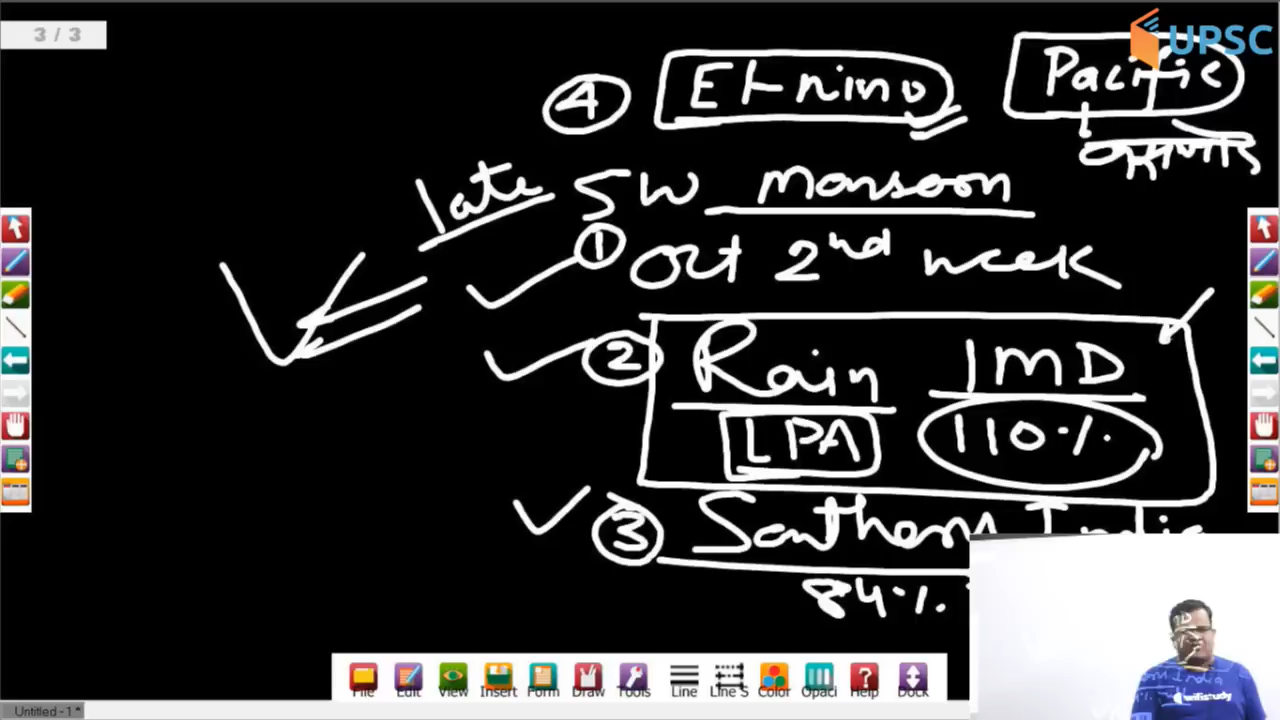 3 / 3
UPSC
④ El-nino Pacific
कमजोर
late SW monsoon
① Oct 2nd week
② Rain IMD
LPA 110%
③ Southern India
84%
File Edit View Insert Form Draw Tools Line Line S Color Opaci Help Dock
wifistudy
Untitled - 1 *